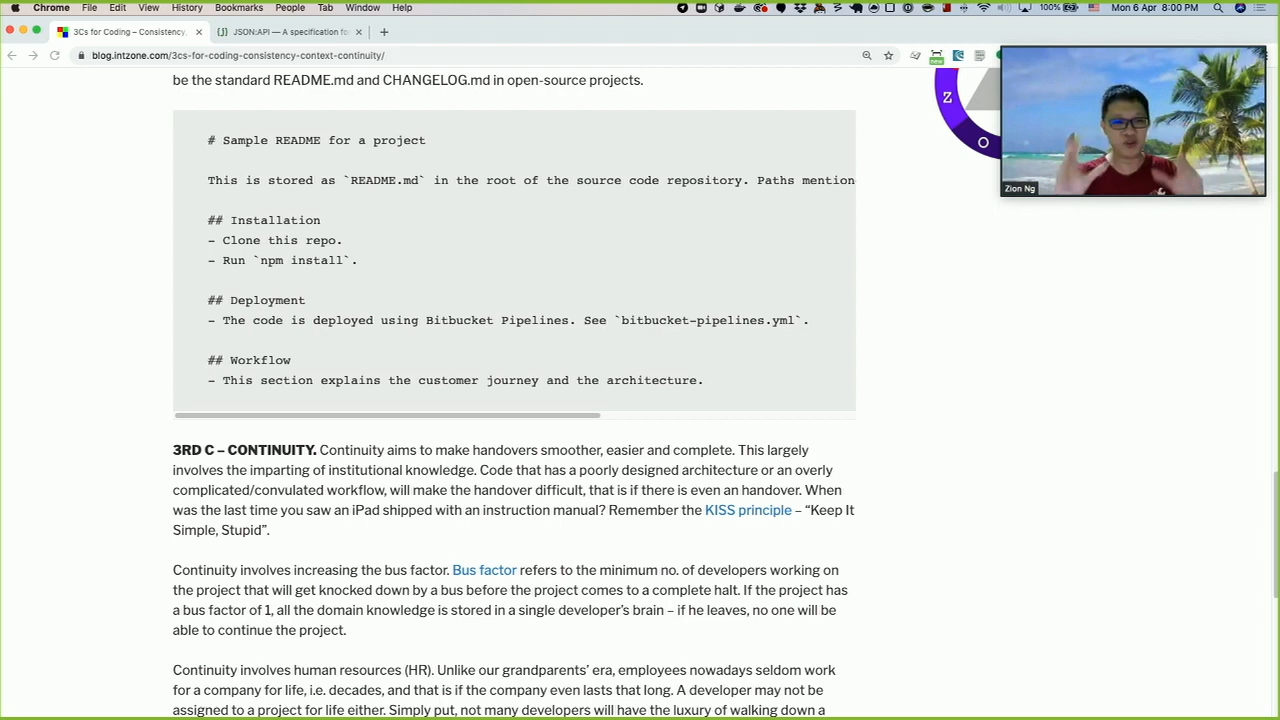 Chrome File Edit View History Bookmarks People Tab Window Help 100% Mon 6 Apr 8:00 PM
3Cs for Coding – Consistency, JSON:API — A specification fo
blog.intzone.com/3cs-for-coding-consistency-context-continuity/
new
be the standard README.md and CHANGELOG.md in open-source projects.
Z
O
Zion Ng
# Sample README for a project
This is stored as `README.md` in the root of the source code repository. Paths mention
## Installation
- Clone this repo.
- Run `npm install`.
## Deployment
- The code is deployed using Bitbucket Pipelines. See `bitbucket-pipelines.yml`.
## Workflow
- This section explains the customer journey and the architecture.
3RD C – CONTINUITY. Continuity aims to make handovers smoother, easier and complete. This largely
involves the imparting of institutional knowledge. Code that has a poorly designed architecture or an overly
complicated/convulated workflow, will make the handover difficult, that is if there is even an handover. When
was the last time you saw an iPad shipped with an instruction manual? Remember the KISS principle – “Keep It
Simple, Stupid”.
Continuity involves increasing the bus factor. Bus factor refers to the minimum no. of developers working on
the project that will get knocked down by a bus before the project comes to a complete halt. If the project has
a bus factor of 1, all the domain knowledge is stored in a single developer’s brain – if he leaves, no one will be
able to continue the project.
Continuity involves human resources (HR). Unlike our grandparents’ era, employees nowadays seldom work
for a company for life, i.e. decades, and that is if the company even lasts that long. A developer may not be
assigned to a project for life either. Simply put, not many developers will have the luxury of walking down a